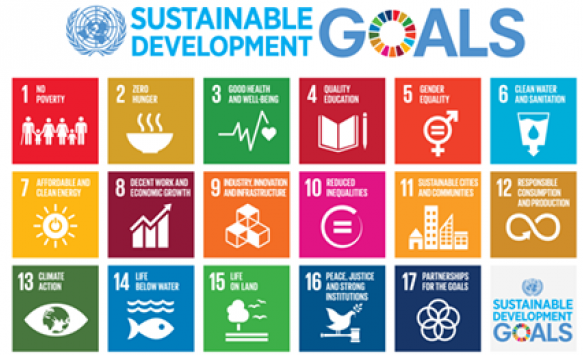 SUSTAINABLE
DEVELOPMENT
GOALS
1 NO
POVERTY
2 ZERO
HUNGER
3 GOOD HEALTH
AND WELL-BEING
4 QUALITY
EDUCATION
5 GENDER
EQUALITY
6 CLEAN WATER
AND SANITATION
7 AFFORDABLE AND
CLEAN ENERGY
8 DECENT WORK AND
ECONOMIC GROWTH
9 INDUSTRY, INNOVATION
AND INFRASTRUCTURE
10 REDUCED
INEQUALITIES
11 SUSTAINABLE CITIES
AND COMMUNITIES
12 RESPONSIBLE
CONSUMPTION
AND PRODUCTION
13 CLIMATE
ACTION
14 LIFE
BELOW WATER
15 LIFE
ON LAND
16 PEACE, JUSTICE
AND STRONG
INSTITUTIONS
17 PARTNERSHIPS
FOR THE GOALS
SUSTAINABLE
DEVELOPMENT
GOALS